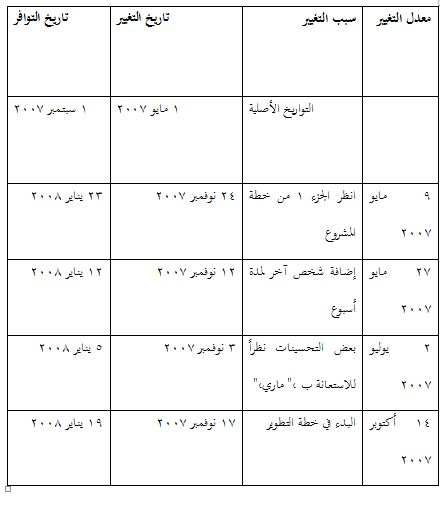 معدل التغيير	سبب التغيير	تاريخ التغيير	تاريخ التوافر
التواريخ الأصلية	١ مايو ٢٠٠٧	١ سبتمبر ٢٠٠٧
٩ مايو	انظر الجزء ١ من خطة	٢٤ نوفمبر ٢٠٠٧	٢٣ يناير ٢٠٠٨
٢٠٠٧	المشروع
٢٧ مايو	إضافة شخص آخر لمدة	١٢ نوفمبر ٢٠٠٧	١٢ يناير ٢٠٠٨
٢٠٠٧	أسبوع
٢ يوليو	بعض التحسينات نظراً	٣ نوفمبر ٢٠٠٧	٥ يناير ٢٠٠٨
٢٠٠٧	للاستعانة ب ،" ماري،"
١٤ أكتوبر	البدء في خطة التطوير	١٧ نوفمبر ٢٠٠٧	١٩ يناير ٢٠٠٨
٢٠٠٧